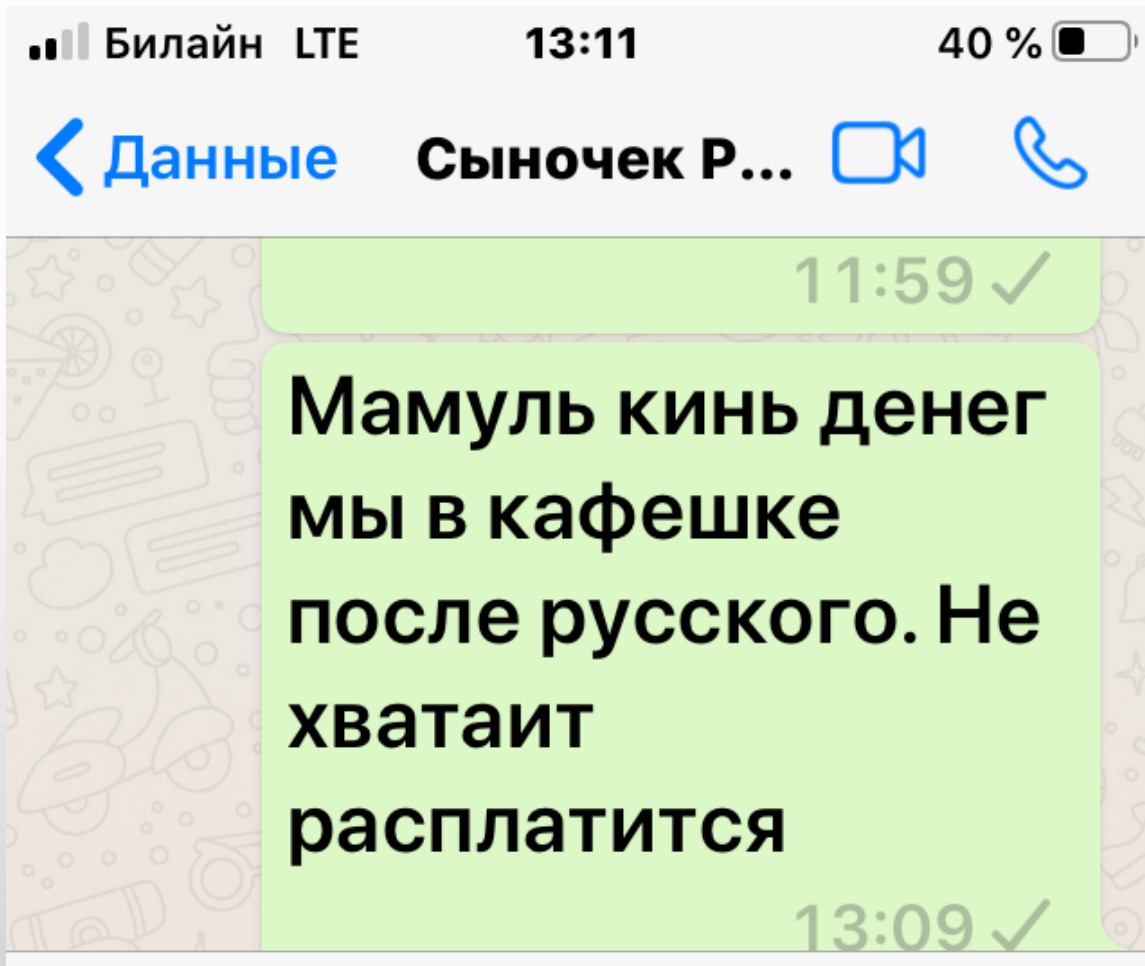 Билайн LTE 13:11 40 %
Данные Сыночек Р...
11:59
Мамуль кинь денег
мы в кафешке
после русского. Не
хватаит
расплатится
13:09